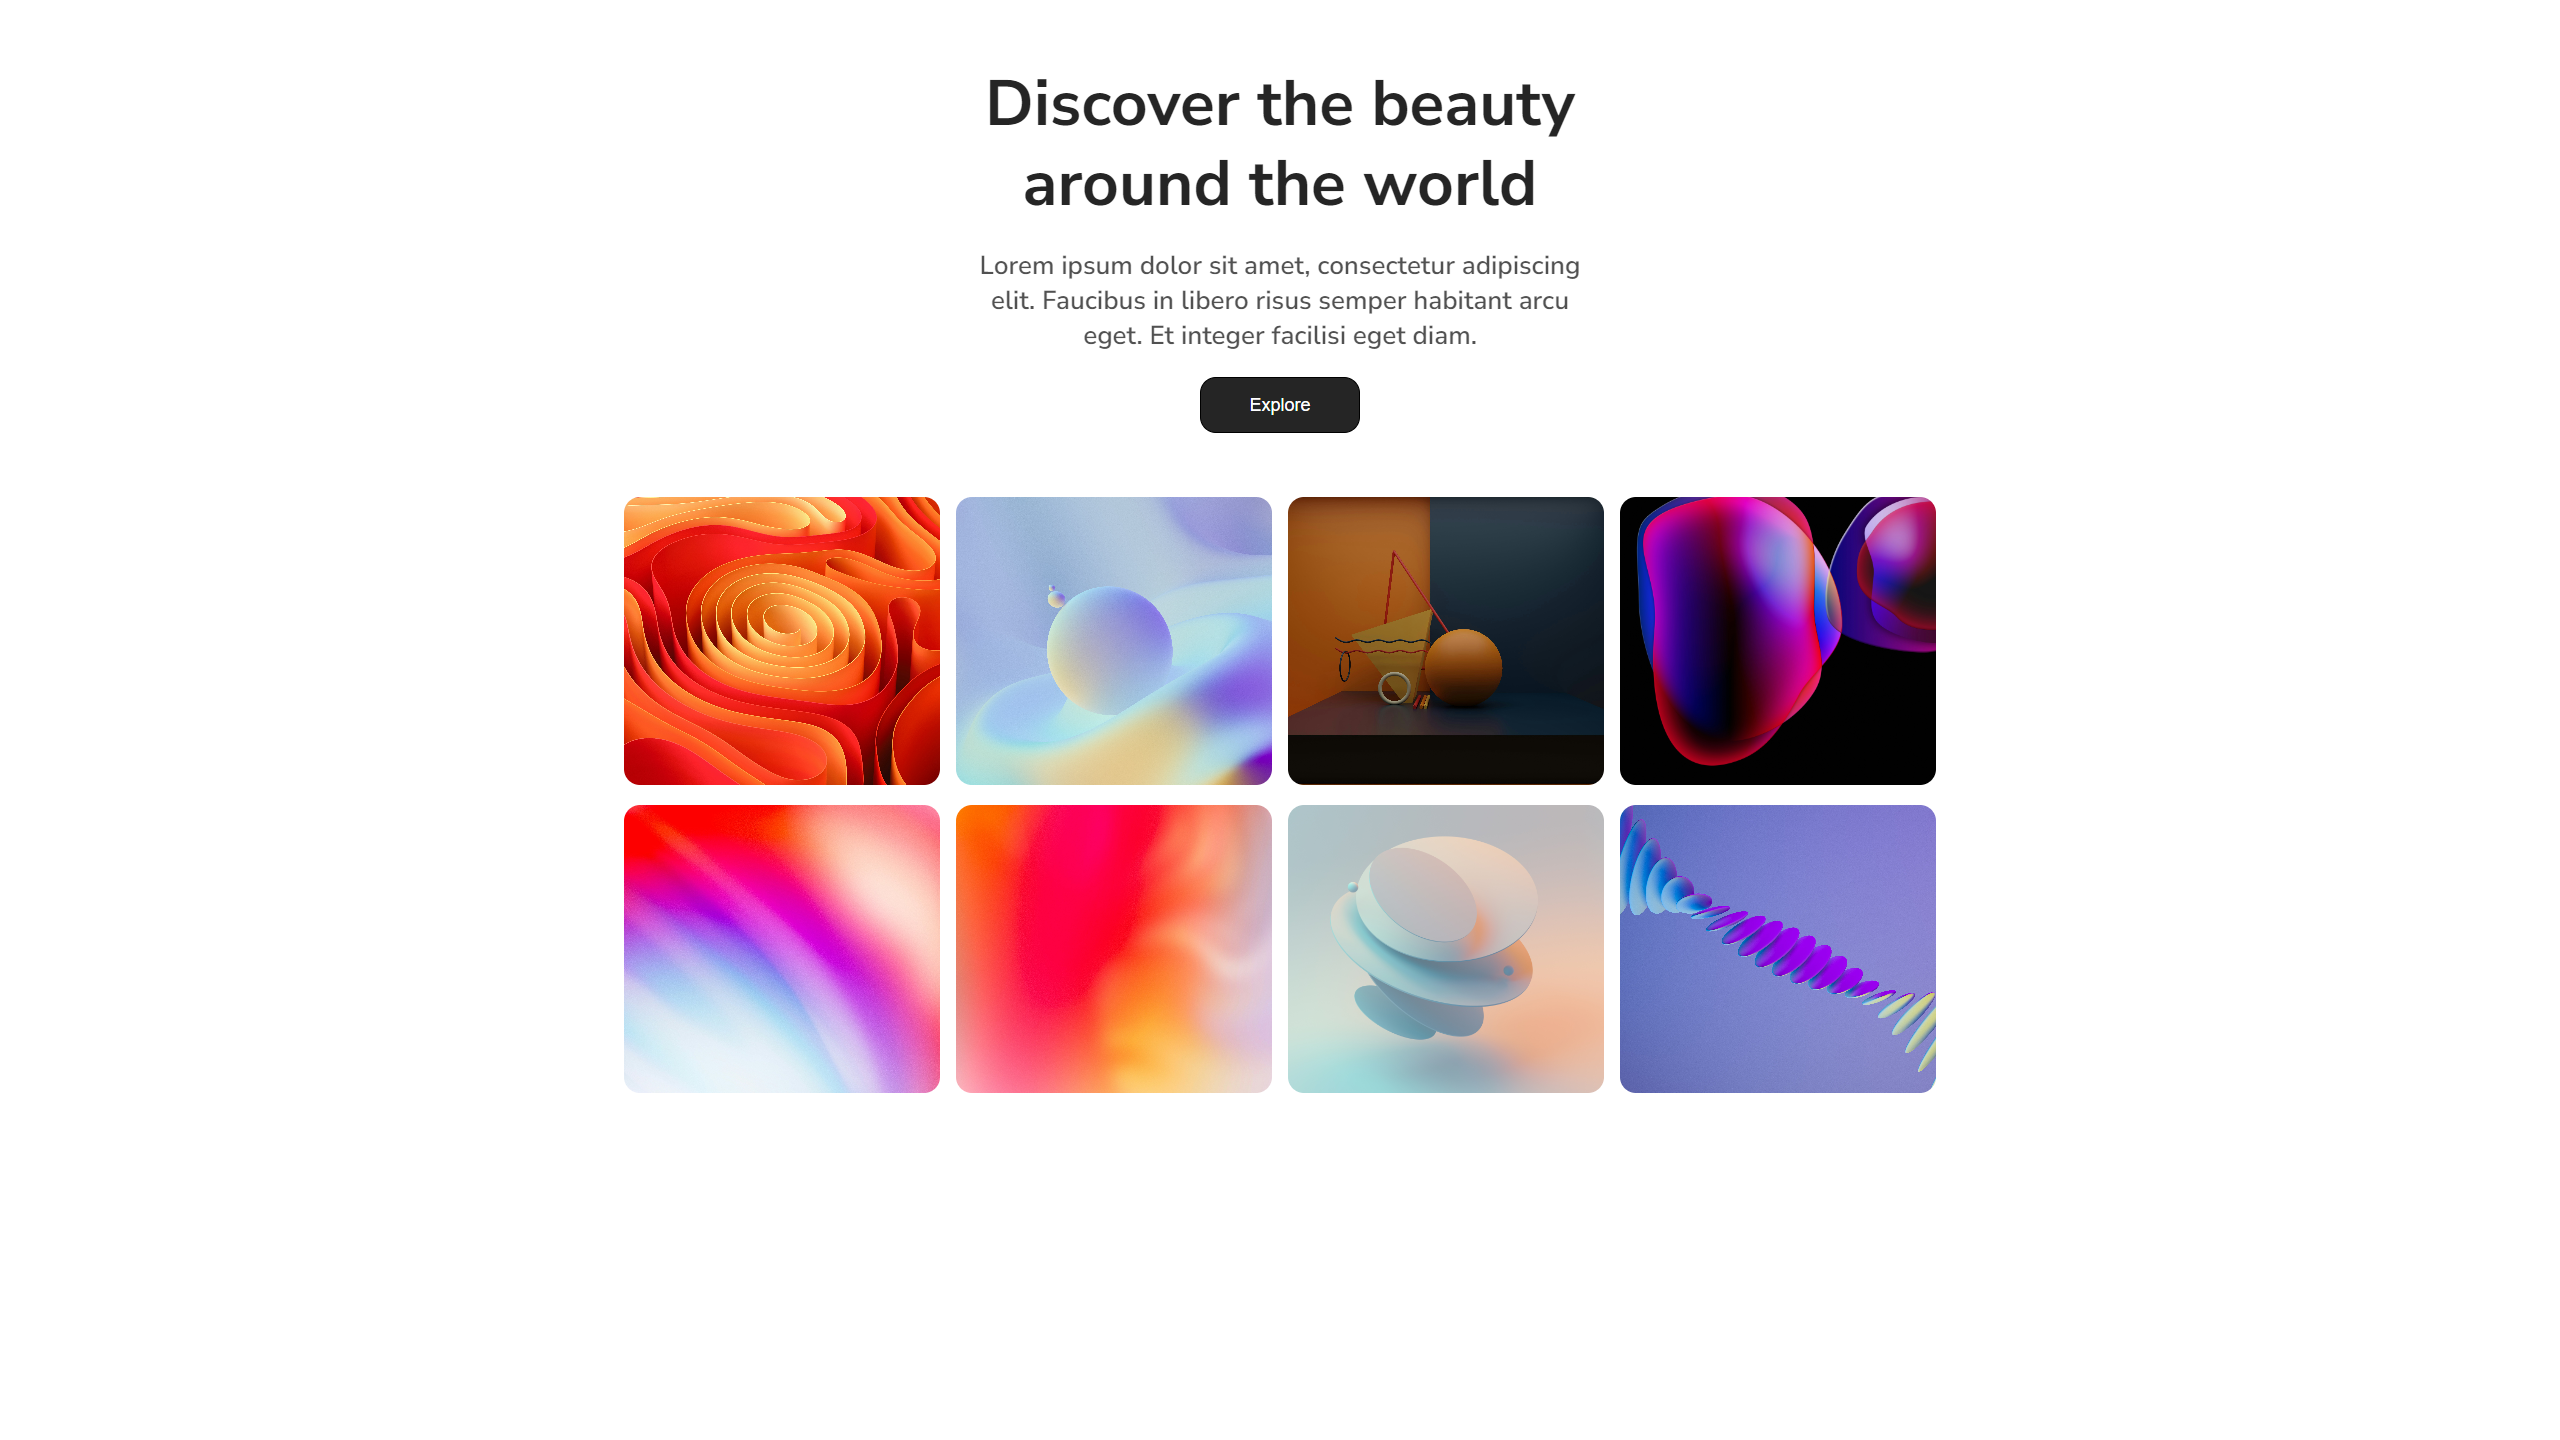 Discover the beauty
around the world
Lorem ipsum dolor sit amet, consectetur adipiscing
elit. Faucibus in libero risus semper habitant arcu
eget. Et integer facilisi eget diam.
Explore